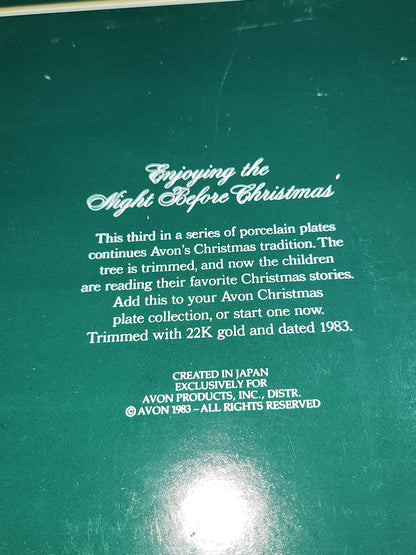 Enjoying the
Night Before Christmas'
This third in a series of porcelain plates
continues Avon's Christmas tradition. The
tree is trimmed, and now the children
are reading their favorite Christmas stories.
Add this to your Avon Christmas
plate collection, or start one now.
Trimmed with 22K gold and dated 1983.
CREATED IN JAPAN
EXCLUSIVELY FOR
AVON PRODUCTS, INC., DISTR.
© AVON 1983 – ALL RIGHTS RESERVED